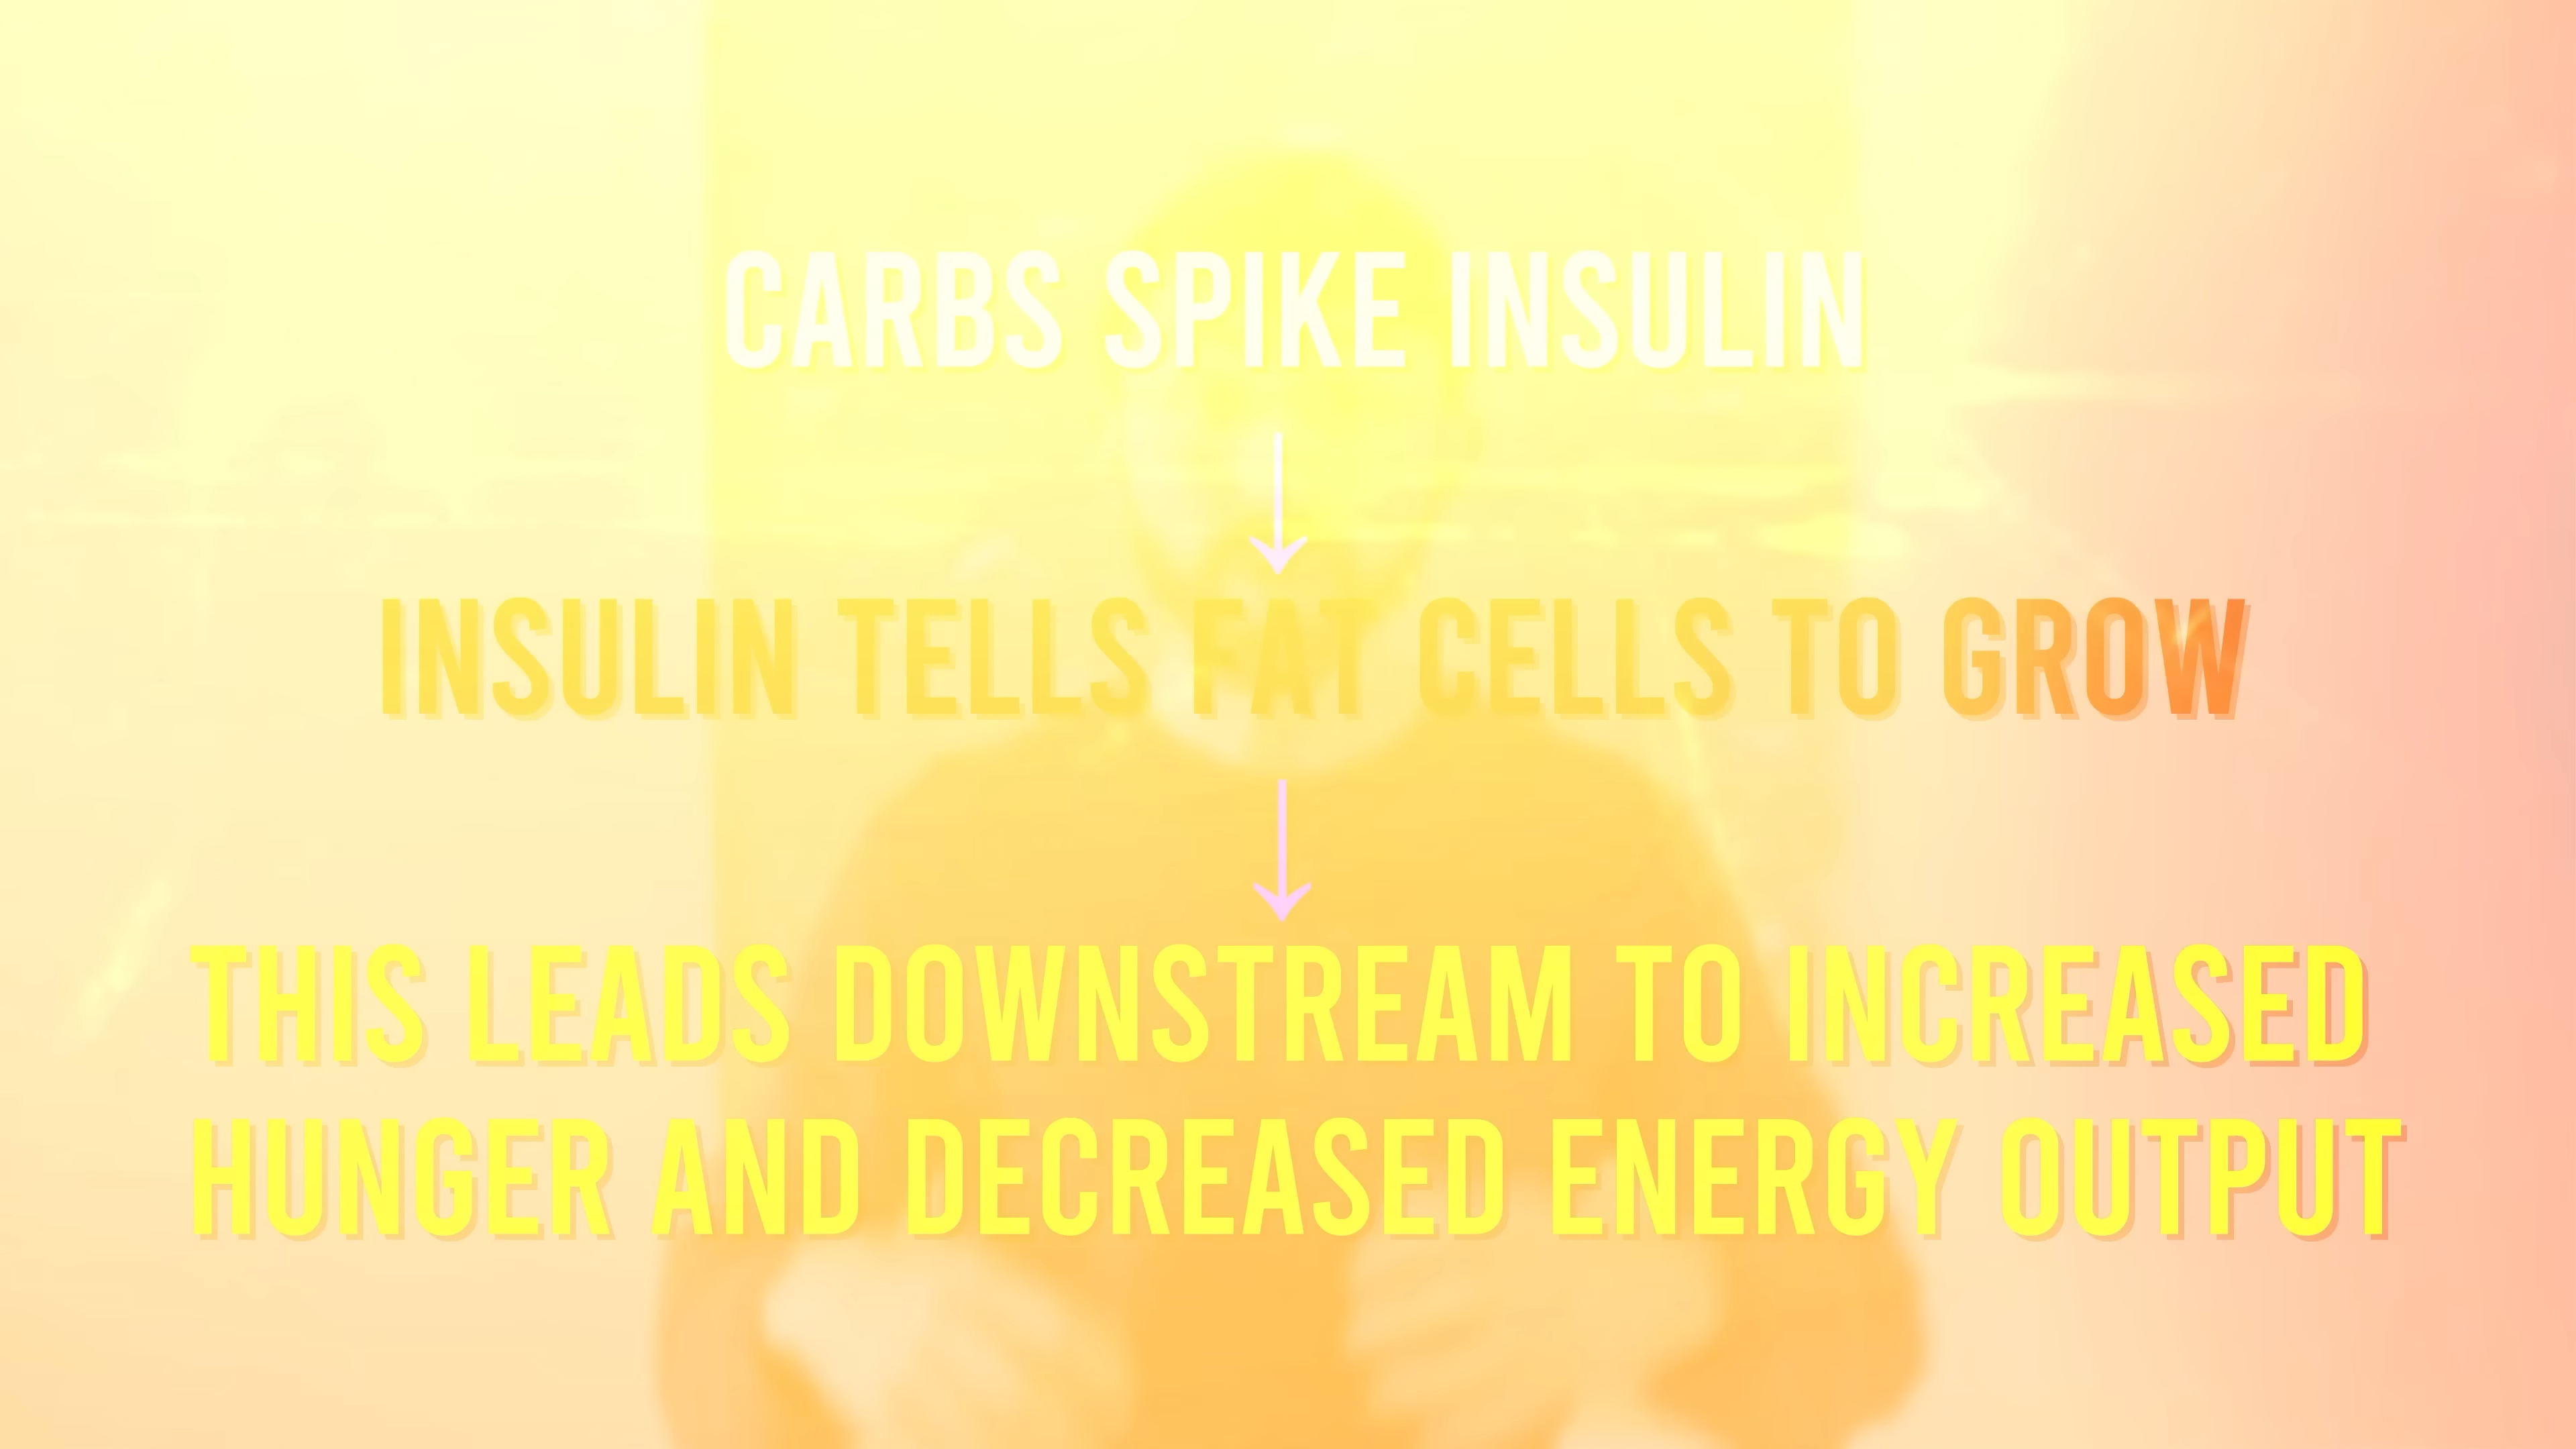 CARBS SPIKE INSULIN
INSULIN TELLS FAT CELLS TO GROW
THIS LEADS DOWNSTREAM TO INCREASED
HUNGER AND DECREASED ENERGY OUTPUT